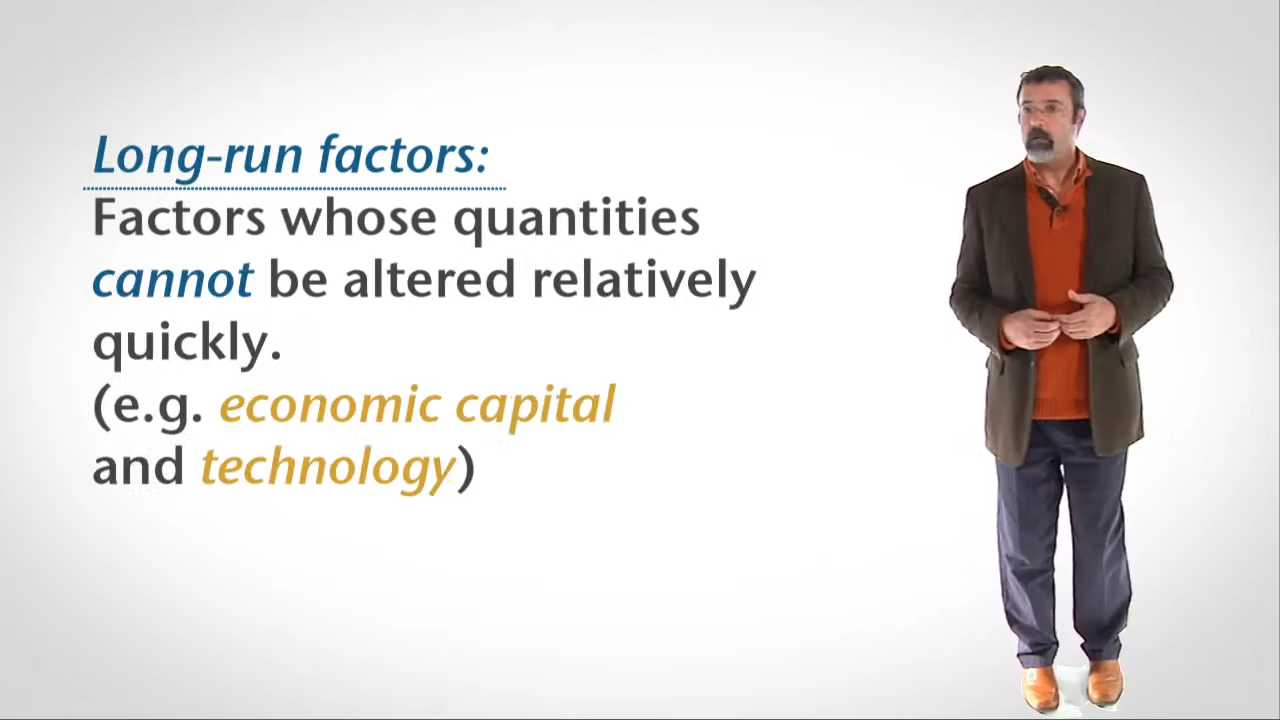 Long-run factors:
Factors whose quantities
cannot be altered relatively
quickly.
(e.g. economic capital
and technology)